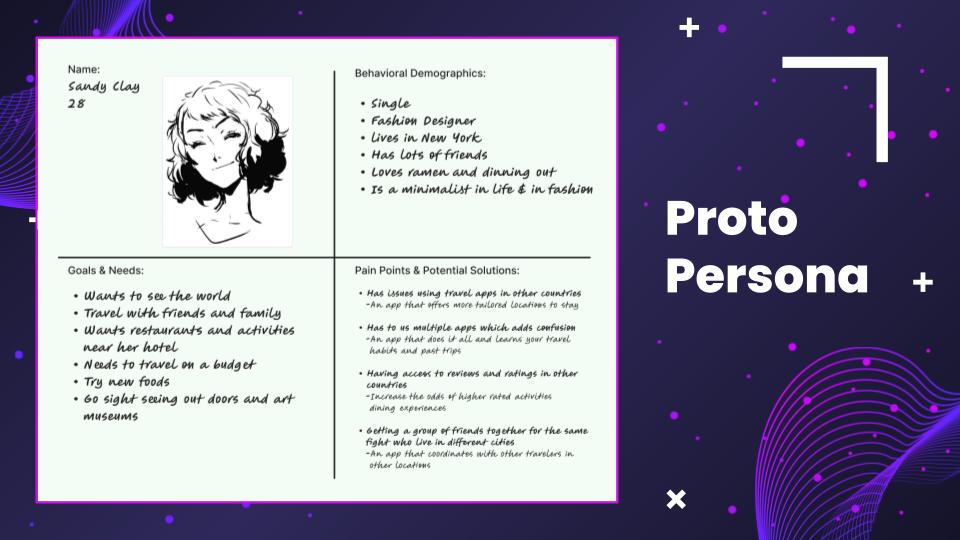 Name:
Sandy Clay
28
Behavioral Demographics:
• Single
• Fashion Designer
• lives in New York
• Has lots of friends
• Loves ramen and dinning out
• Is a minimalist in life & in fashion
Goals & Needs:
• Wants to see the world
• Travel with friends and family
• Wants restaurants and activities
near her hotel
• Needs to travel on a budget
• Try new foods
• Go sight seeing out doors and art
museums
Pain Points & Potential Solutions:
• Has issues using travel apps in other countries
-An app that offers more tailored locations to stay
• Has to us multiple apps which adds confusion
-An app that does it all and learns your travel
habits and past trips
• Having access to reviews and ratings in other
countries
-Increase the odds of higher rated activities
dining experiences
• Getting a group of friends together for the same
fight who live in different cities
-An app that coordinates with other travelers in
other locations
Proto
Persona